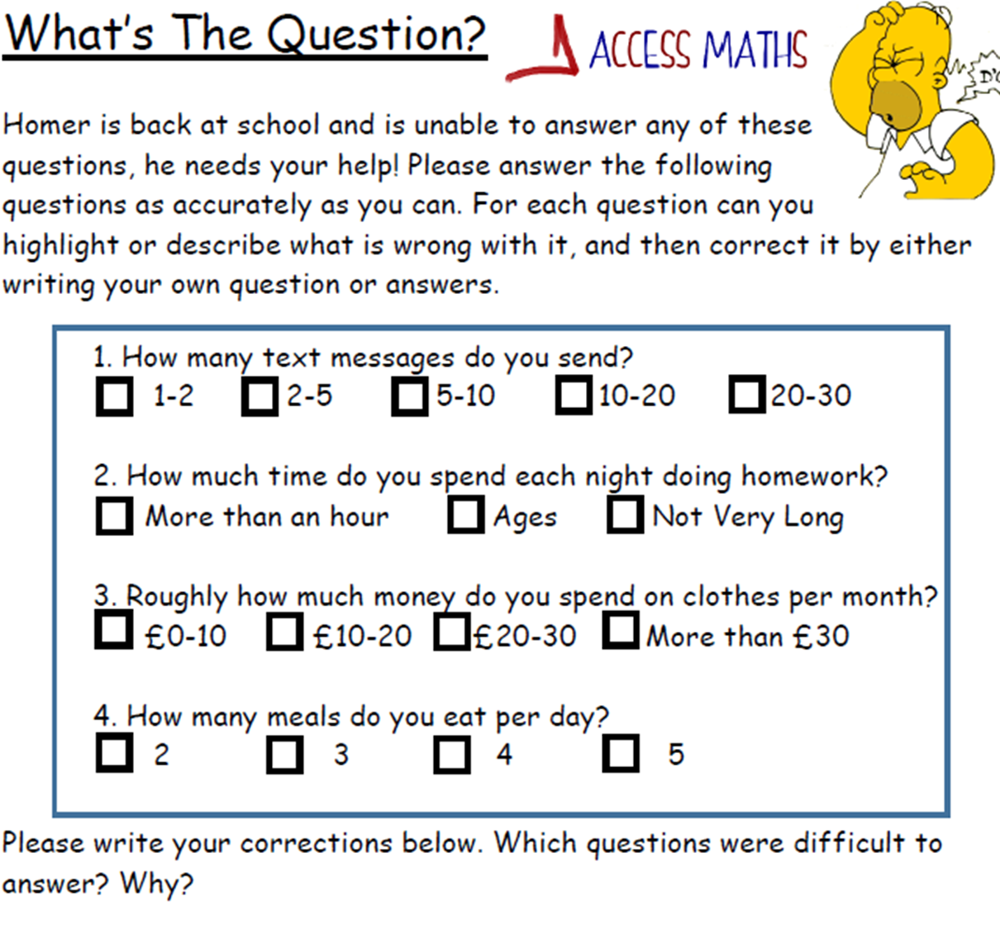 What's The Question?
ACCESS MATHS
Homer is back at school and is unable to answer any of these
questions, he needs your help! Please answer the following
questions as accurately as you can. For each question can you
highlight or describe what is wrong with it, and then correct it by either
writing your own question or answers.
1. How many text messages do you send?
1-2 2-5 5-10 10-20 20-30
2. How much time do you spend each night doing homework?
More than an hour Ages Not Very Long
3. Roughly how much money do you spend on clothes per month?
£0-10 £10-20 £20-30 More than £30
4. How many meals do you eat per day?
2 3 4 5
Please write your corrections below. Which questions were difficult to
answer? Why?